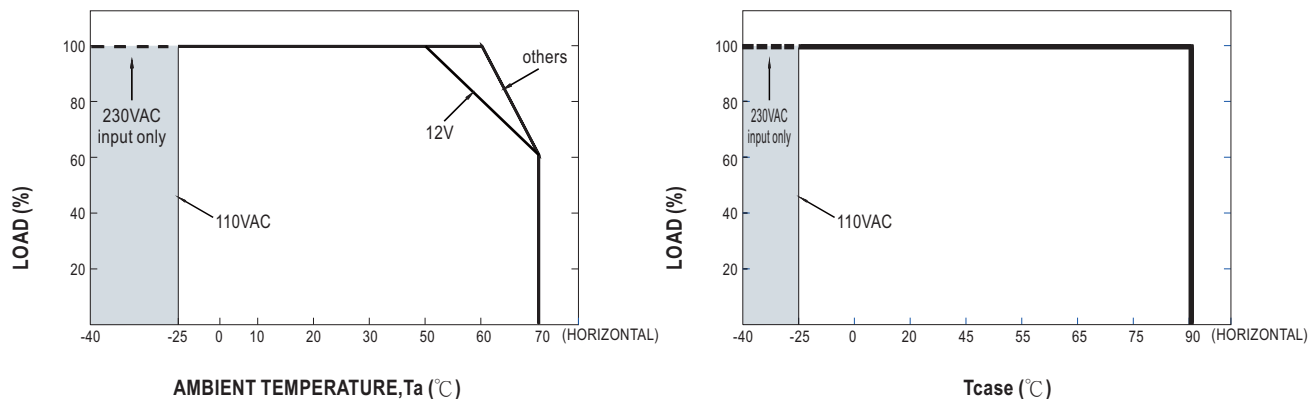 100
80
60
40
20
LOAD (%)
230VAC
input only
110VAC
12V
others
-40 -25 0 10 20 30 40 50 60 70 (HORIZONTAL)
AMBIENT TEMPERATURE,Ta (℃)
100
80
60
40
20
LOAD (%)
230VAC
input only
110VAC
-40 -25 0 20 45 55 65 75 90 (HORIZONTAL)
Tcase (℃)